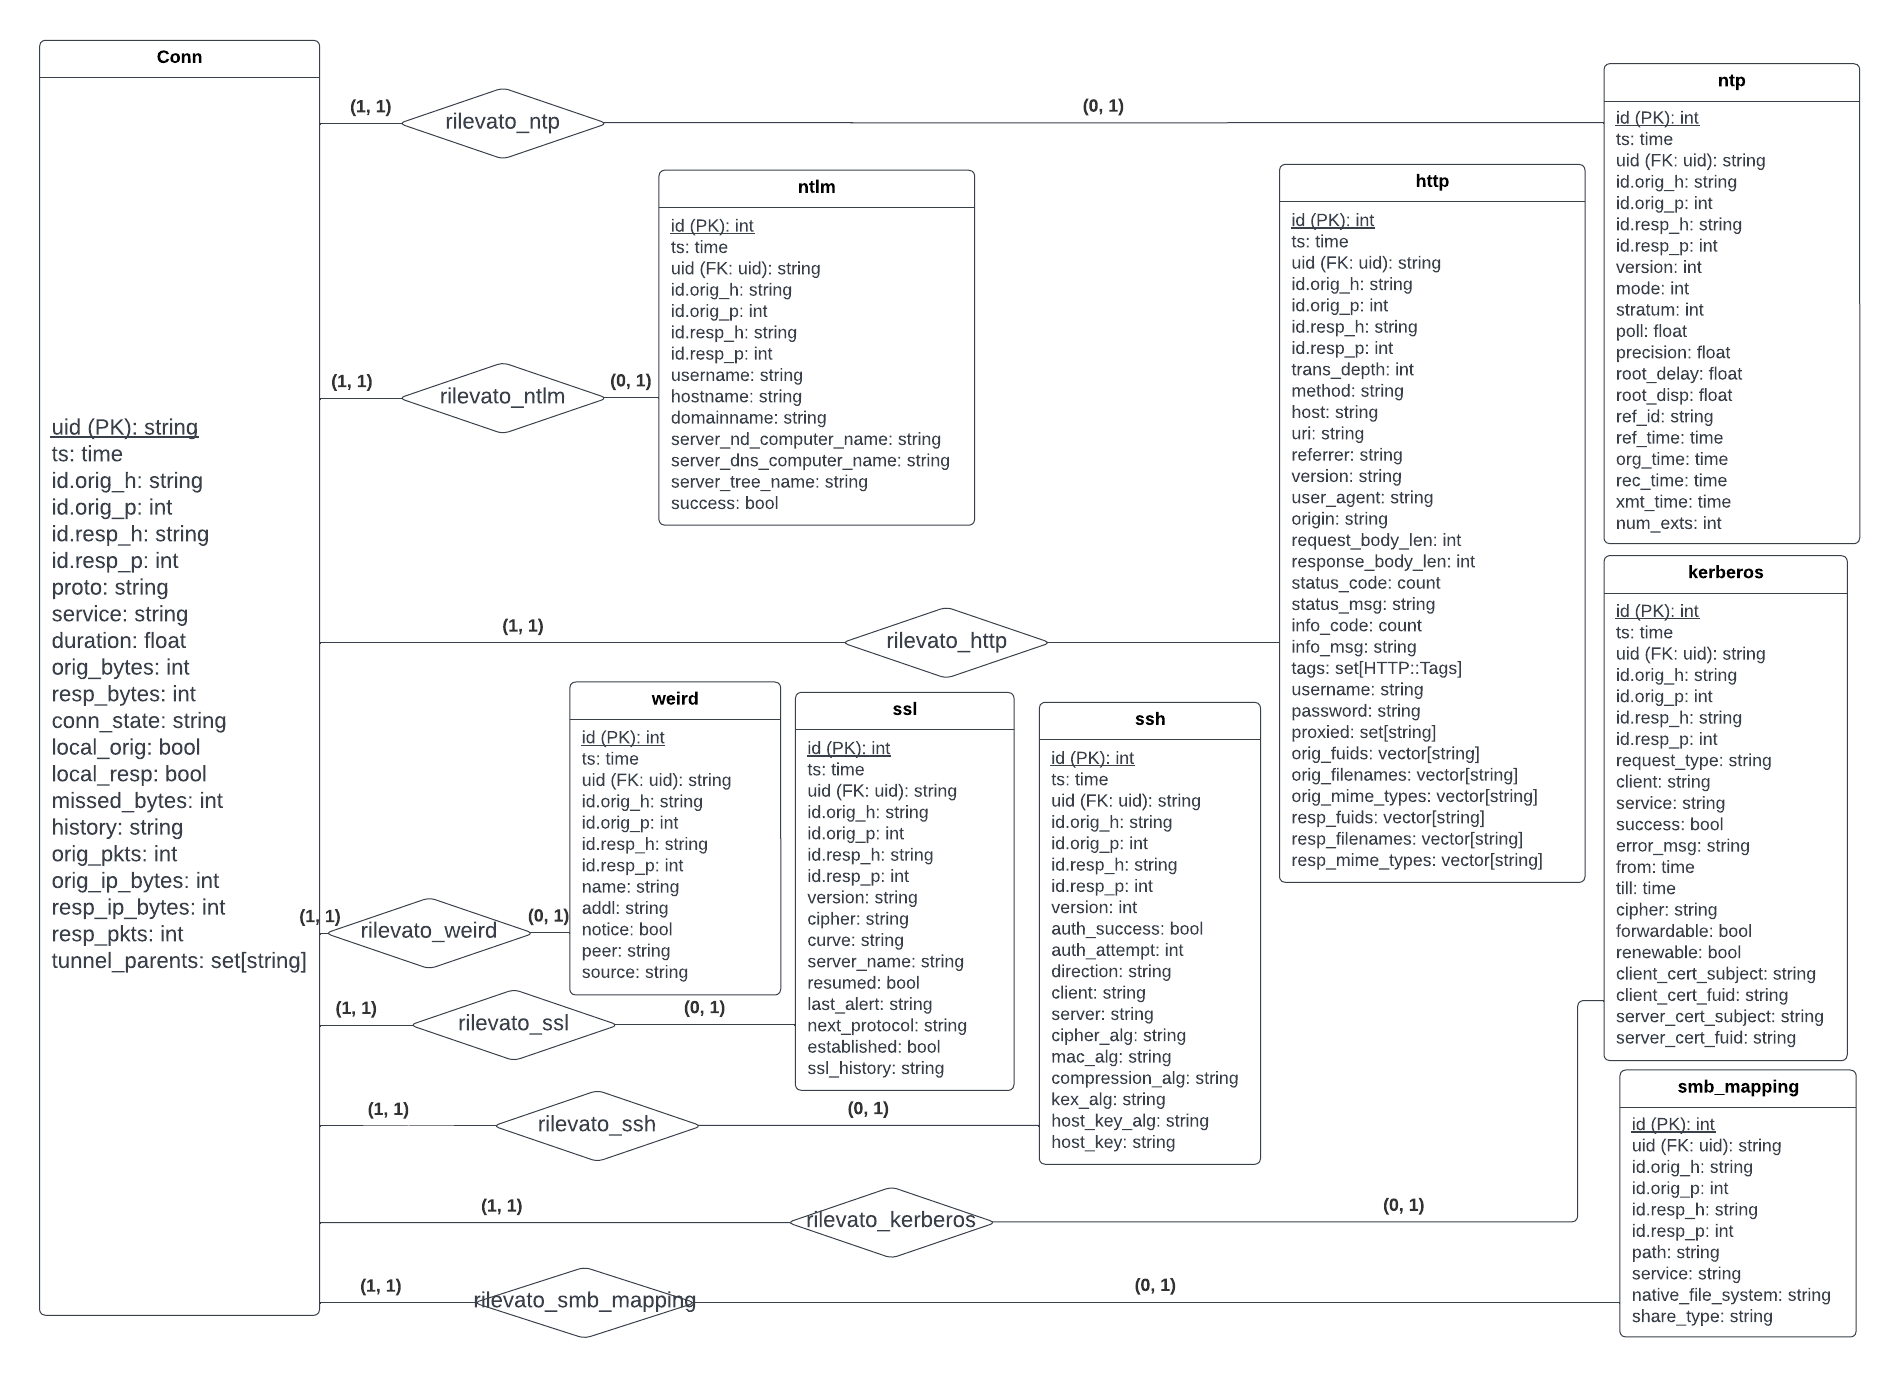 Conn
uid (PK): string
ts: time
id.orig_h: string
id.orig_p: int
id.resp_h: string
id.resp_p: int
proto: string
service: string
duration: float
orig_bytes: int
resp_bytes: int
conn_state: string
local_orig: bool
local_resp: bool
missed_bytes: int
history: string
orig_pkts: int
orig_ip_bytes: int
resp_ip_bytes: int
resp_pkts: int
tunnel_parents: set[string]
(1, 1)
rilevato_ntp
(0, 1)
ntp
id (PK): int
ts: time
uid (FK: uid): string
id.orig_h: string
id.orig_p: int
id.resp_h: string
id.resp_p: int
version: int
mode: int
stratum: int
poll: float
precision: float
root_delay: float
root_disp: float
ref_id: string
ref_time: time
org_time: time
rec_time: time
xmt_time: time
num_exts: int
(1, 1)
rilevato_ntlm
(0, 1)
ntlm
id (PK): int
ts: time
uid (FK: uid): string
id.orig_h: string
id.orig_p: int
id.resp_h: string
id.resp_p: int
username: string
hostname: string
domainname: string
server_nd_computer_name: string
server_dns_computer_name: string
server_tree_name: string
success: bool
(1, 1)
rilevato_http
http
id (PK): int
ts: time
uid (FK: uid): string
id.orig_h: string
id.orig_p: int
id.resp_h: string
id.resp_p: int
trans_depth: int
method: string
host: string
uri: string
referrer: string
version: string
user_agent: string
origin: string
request_body_len: int
response_body_len: int
status_code: count
status_msg: string
info_code: count
info_msg: string
tags: set[HTTP::Tags]
username: string
password: string
proxied: set[string]
orig_fuids: vector[string]
orig_filenames: vector[string]
orig_mime_types: vector[string]
resp_fuids: vector[string]
resp_filenames: vector[string]
resp_mime_types: vector[string]
(1, 1)
rilevato_weird
(0, 1)
weird
id (PK): int
ts: time
uid (FK: uid): string
id.orig_h: string
id.orig_p: int
id.resp_h: string
id.resp_p: int
name: string
addl: string
notice: bool
peer: string
source: string
(1, 1)
rilevato_ssl
(0, 1)
ssl
id (PK): int
ts: time
uid (FK: uid): string
id.orig_h: string
id.orig_p: int
id.resp_h: string
id.resp_p: int
version: string
cipher: string
curve: string
server_name: string
resumed: bool
last_alert: string
next_protocol: string
established: bool
ssl_history: string
(1, 1)
rilevato_ssh
(0, 1)
ssh
id (PK): int
ts: time
uid (FK: uid): string
id.orig_h: string
id.orig_p: int
id.resp_h: string
id.resp_p: int
version: int
auth_success: bool
auth_attempt: int
direction: string
client: string
server: string
cipher_alg: string
mac_alg: string
compression_alg: string
kex_alg: string
host_key_alg: string
host_key: string
(1, 1)
rilevato_kerberos
(0, 1)
kerberos
id (PK): int
ts: time
uid (FK: uid): string
id.orig_h: string
id.orig_p: int
id.resp_h: string
id.resp_p: int
request_type: string
client: string
service: string
success: bool
error_msg: string
from: time
till: time
cipher: string
forwardable: bool
renewable: bool
client_cert_subject: string
client_cert_fuid: string
server_cert_subject: string
server_cert_fuid: string
(1, 1)
rilevato_smb_mapping
(0, 1)
smb_mapping
id (PK): int
uid (FK: uid): string
id.orig_h: string
id.orig_p: int
id.resp_h: string
id.resp_p: int
path: string
service: string
native_file_system: string
share_type: string